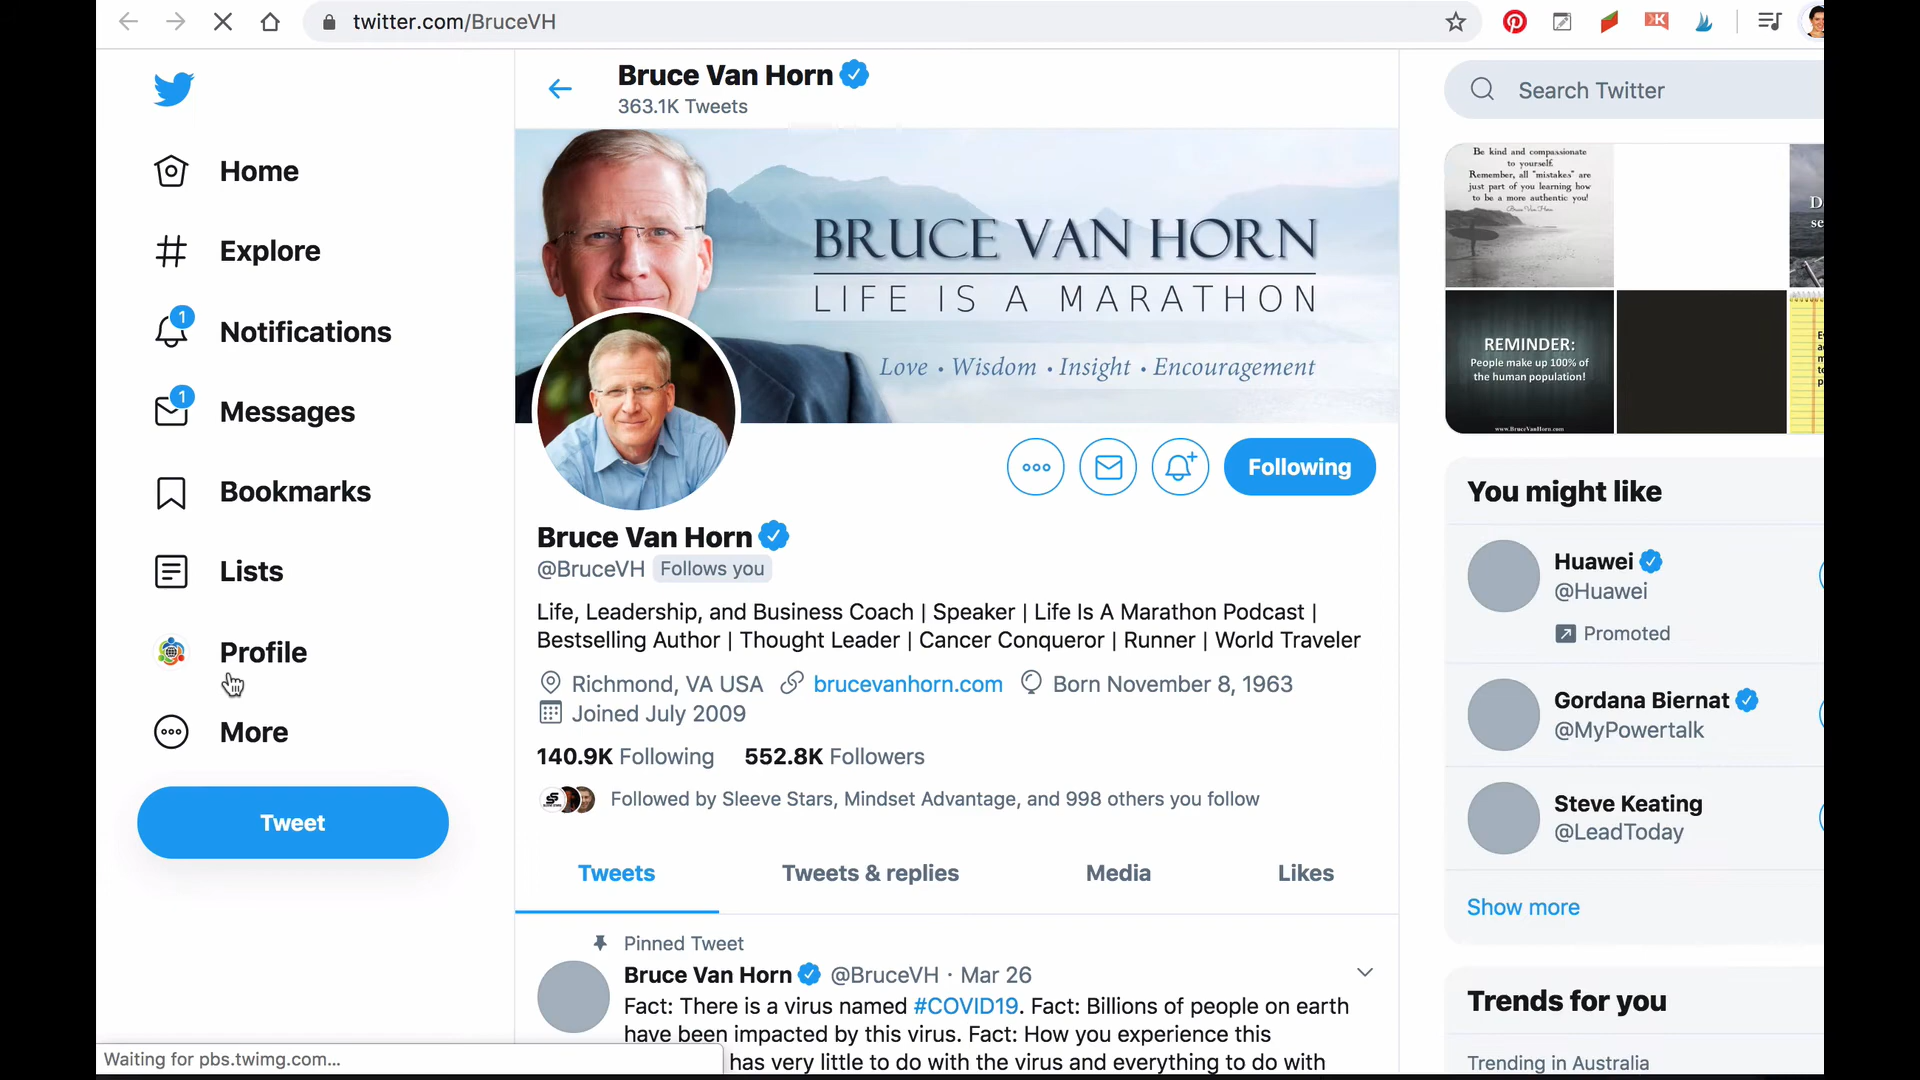 twitter.com/BruceVH
Bruce Van Horn
363.1K Tweets
Search Twitter
Home
Explore
1
Notifications
1
Messages
Bookmarks
Lists
Profile
More
Tweet
BRUCE VAN HORN
LIFE IS A MARATHON
Love • Wisdom • Insight • Encouragement
Following
Bruce Van Horn
@BruceVH Follows you
Life, Leadership, and Business Coach | Speaker | Life Is A Marathon Podcast |
Bestselling Author | Thought Leader | Cancer Conqueror | Runner | World Traveler
Richmond, VA USA brucevanhorn.com Born November 8, 1963
Joined July 2009
140.9K Following 552.8K Followers
Followed by Sleeve Stars, Mindset Advantage, and 998 others you follow
Tweets Tweets & replies Media Likes
Pinned Tweet
Bruce Van Horn @BruceVH · Mar 26
Fact: There is a virus named #COVID19. Fact: Billions of people on earth
have been impacted by this virus. Fact: How you experience this
has very little to do with the virus and everything to do with
Waiting for pbs.twimg.com...
Be kind and compassionate
to yourself.
Remember, all "mistakes" are
just part of you learning how
to be a more authentic you!
Bruce Van Horn
REMINDER:
People make up 100% of
the human population!
www.BruceVanHorn.com
You might like
Huawei
@Huawei
Promoted
Gordana Biernat
@MyPowertalk
Steve Keating
@LeadToday
Show more
Trends for you
Trending in Australia